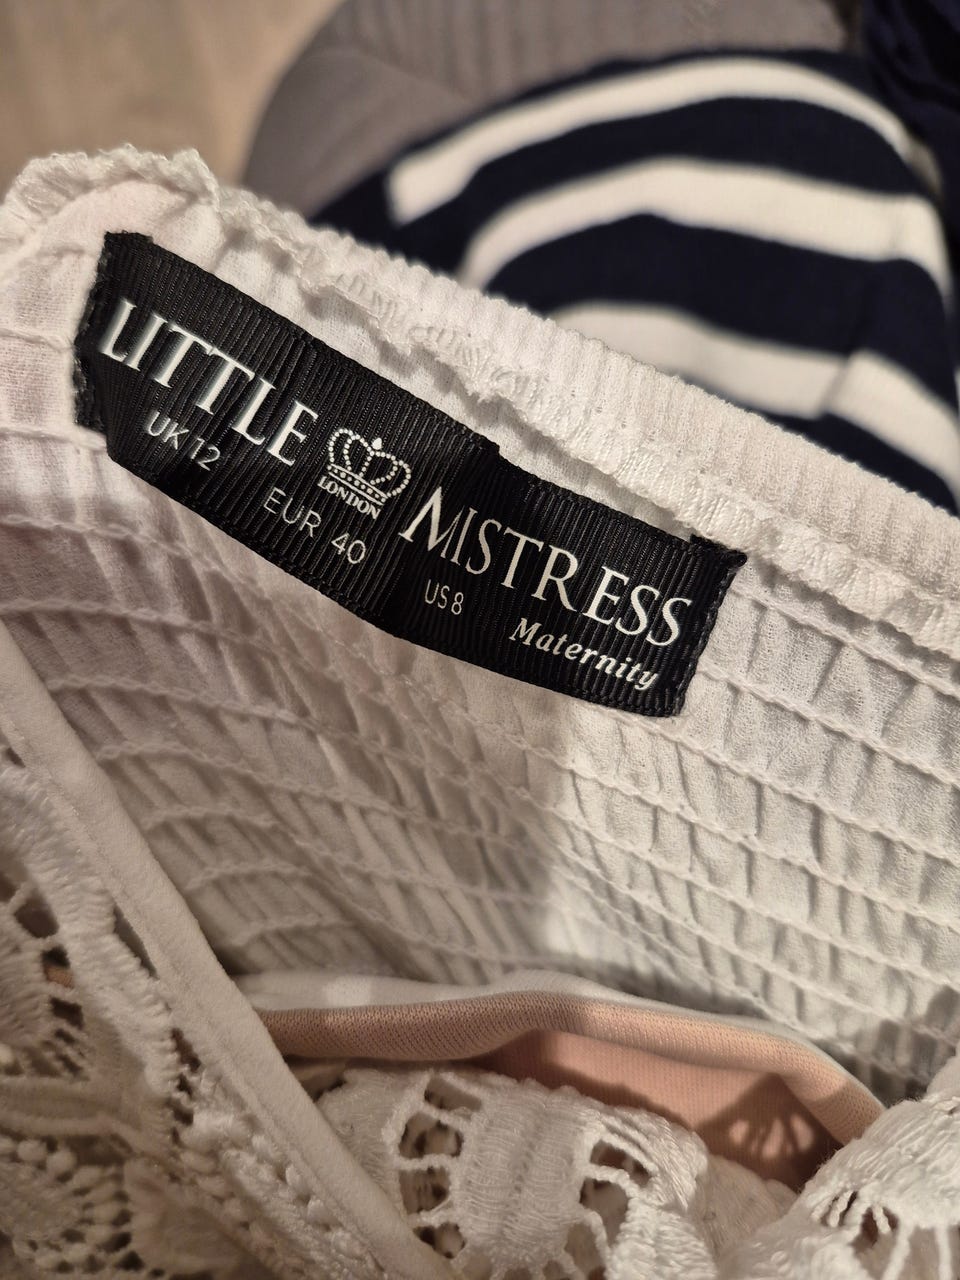 LITTLE MISTRESS
LONDON
UK 12 EUR 40 US 8
Maternity